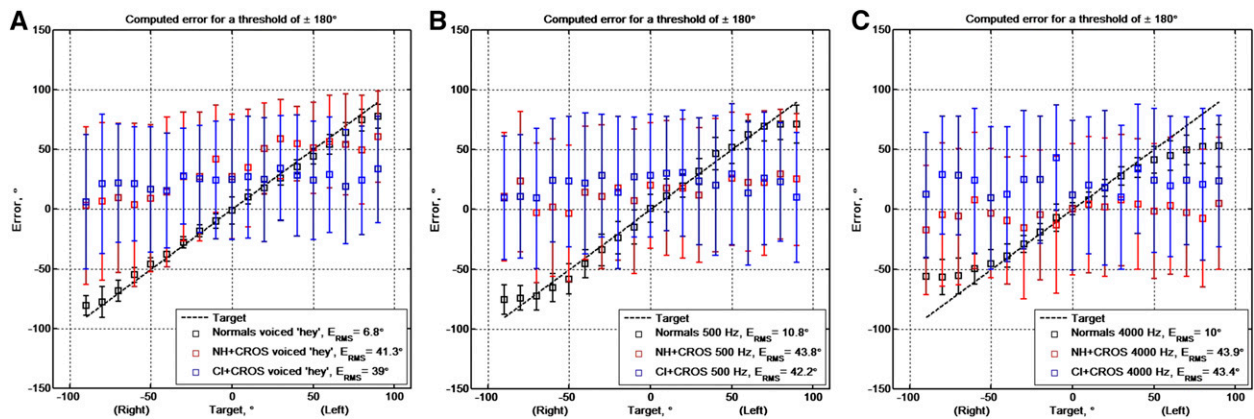 A
Computed error for a threshold of ± 180°
150
100
50
0
-50
-100
-150
Error, °
-100
-50
0
50
100
(Right)
Target, °
(Left)
Target
Normals voiced 'hey', E_RMS = 6.8°
NH+CROS voiced 'hey', E_RMS = 41.3°
CI+CROS voiced 'hey', E_RMS = 39°
B
Computed error for a threshold of ± 180°
150
100
50
0
-50
-100
-150
Error, °
-100
-50
0
50
100
(Right)
Target, °
(Left)
Target
Normals 500 Hz, E_RMS = 10.8°
NH+CROS 500 Hz, E_RMS = 43.8°
CI+CROS 500 Hz, E_RMS = 42.2°
C
Computed error for a threshold of ± 180°
150
100
50
0
-50
-100
-150
Error, °
-100
-50
0
50
100
(Right)
Target, °
(Left)
Target
Normals 4000 Hz, E_RMS = 10°
NH+CROS 4000 Hz, E_RMS = 43.9°
CI+CROS 4000 Hz, E_RMS = 43.4°